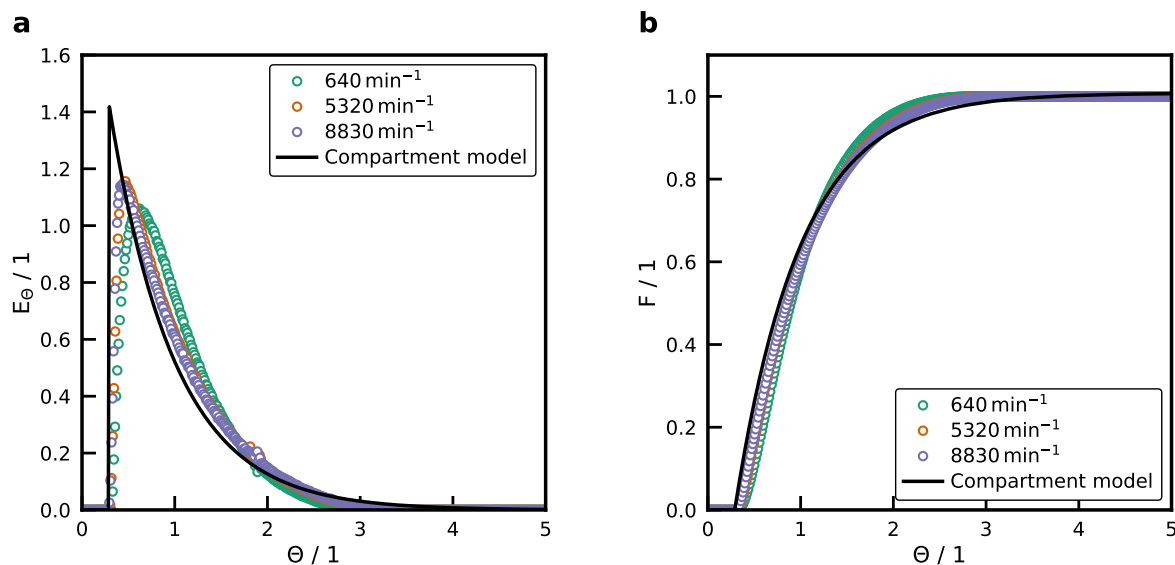 a
E_Θ / 1
1.6
1.4
1.2
1.0
0.8
0.6
0.4
0.2
0.0
640 min⁻¹
5320 min⁻¹
8830 min⁻¹
Compartment model
0 1 2 3 4 5
Θ / 1
b
F / 1
1.0
0.8
0.6
0.4
0.2
0.0
640 min⁻¹
5320 min⁻¹
8830 min⁻¹
Compartment model
0 1 2 3 4 5
Θ / 1